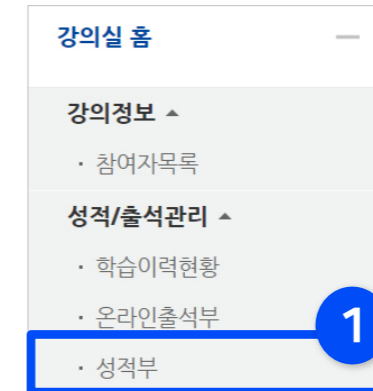 강의실 홈
강의정보 ▲
· 참여자목록
성적/출석관리 ▲
· 학습이력현황
· 온라인출석부
1
· 성적부